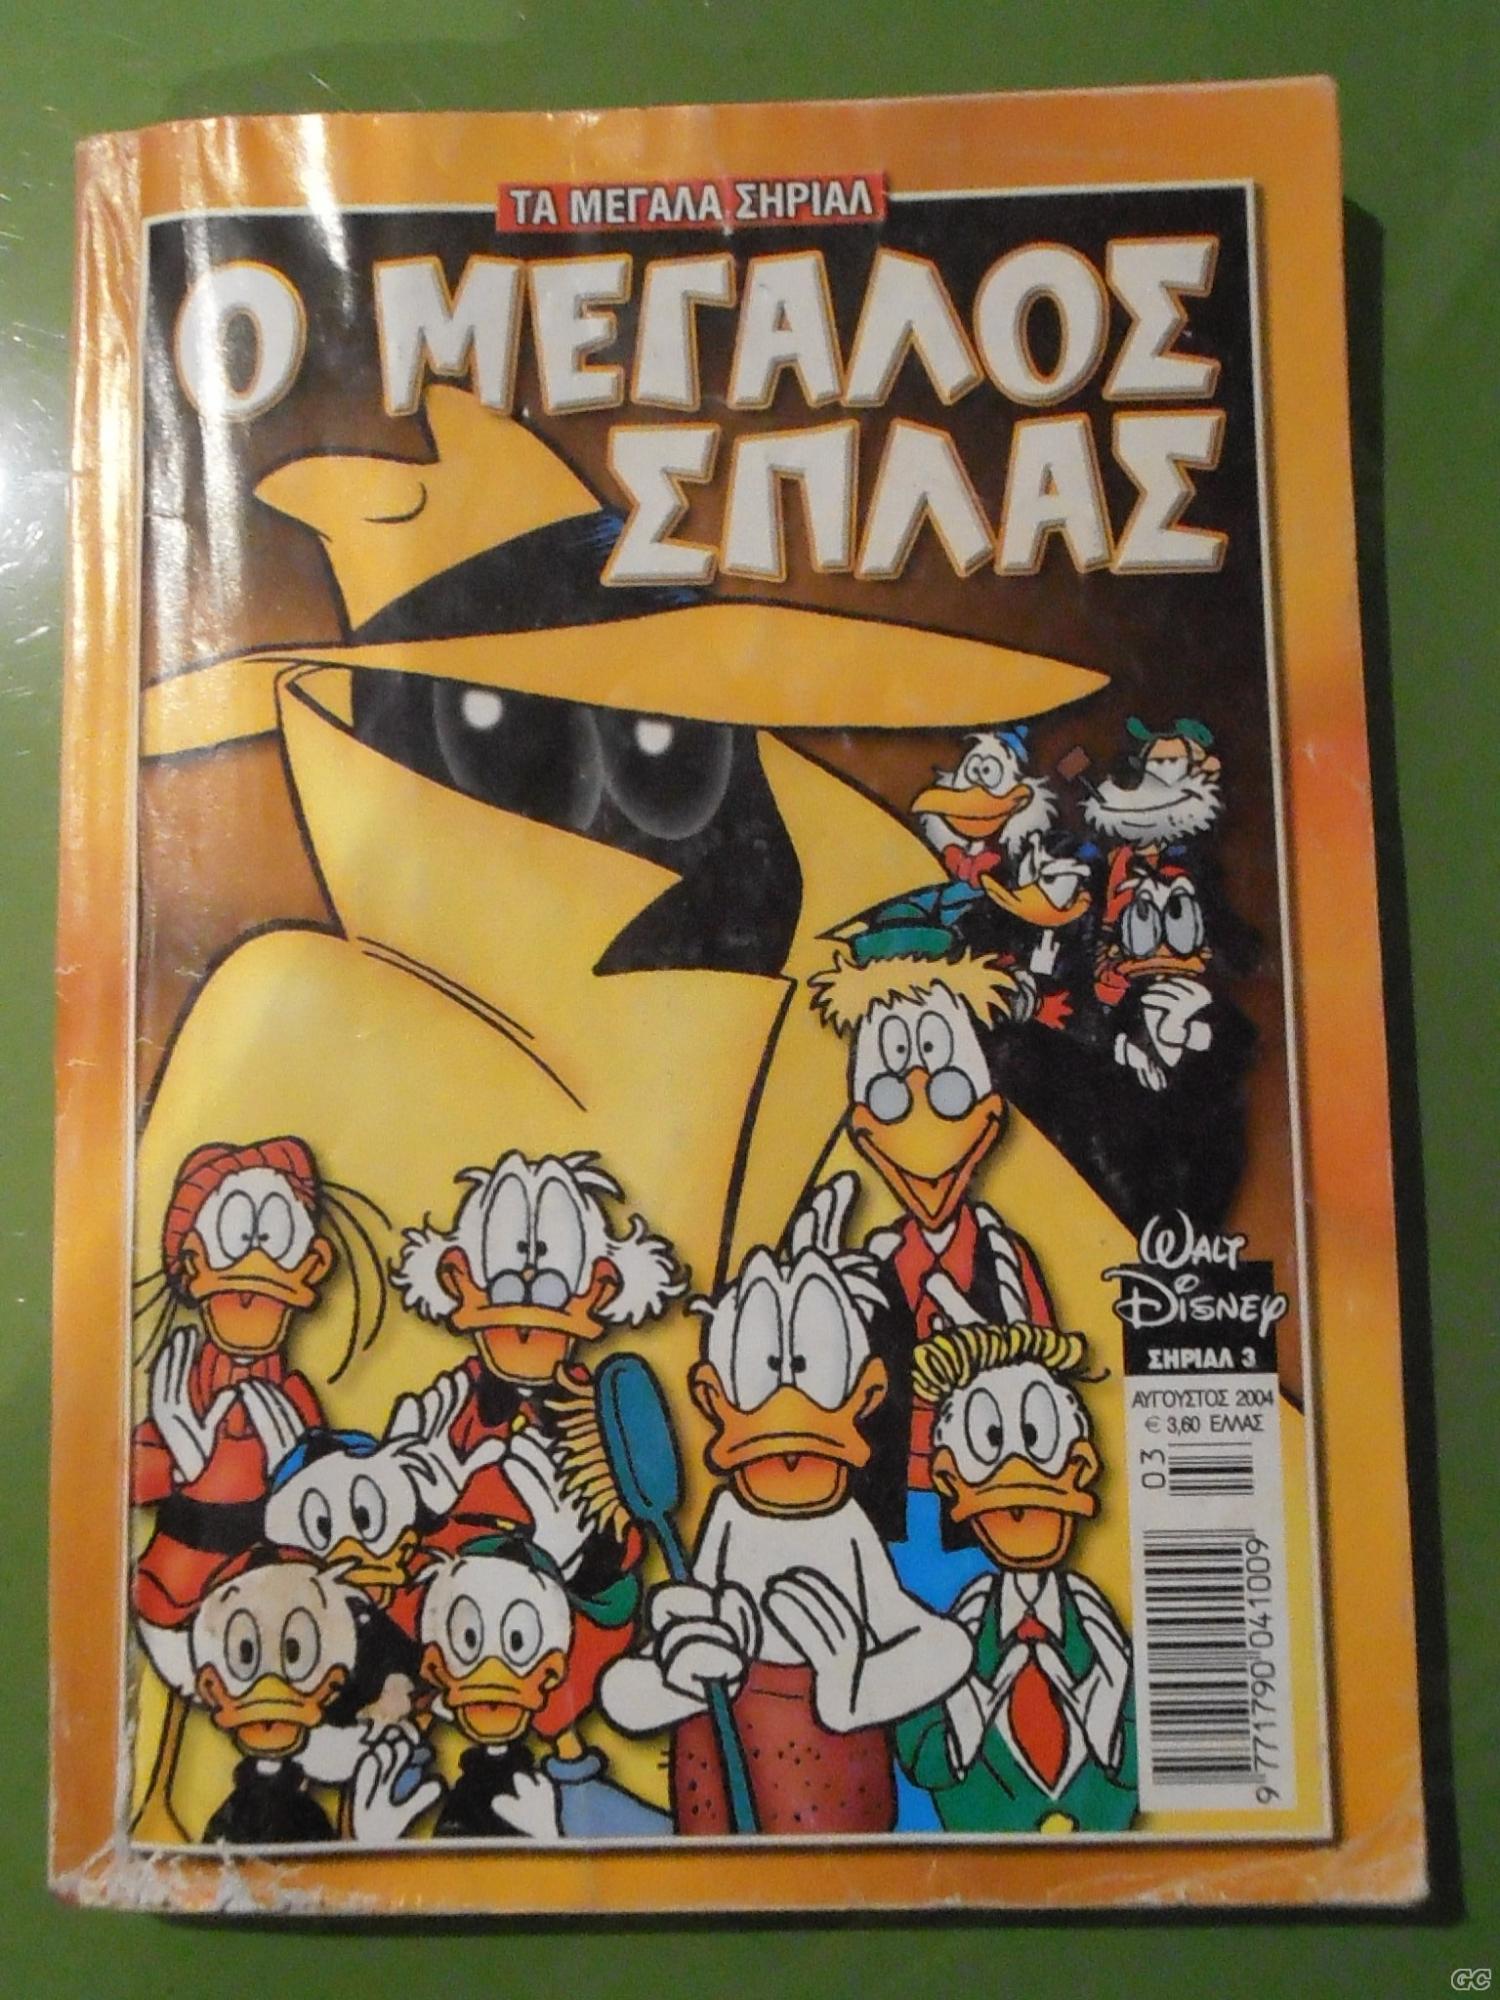 ΤΑ ΜΕΓΑΛΑ ΣΗΡΙΑΛ
Ο ΜΕΓΑΛΟΣ
ΣΠΛΑΣ
WALT
DISNEY
ΣΗΡΙΑΛ 3
ΑΥΓΟΥΣΤΟΣ 2004
€ 3,60 ΕΛΛΑΣ
03
9 771790 041009
GC